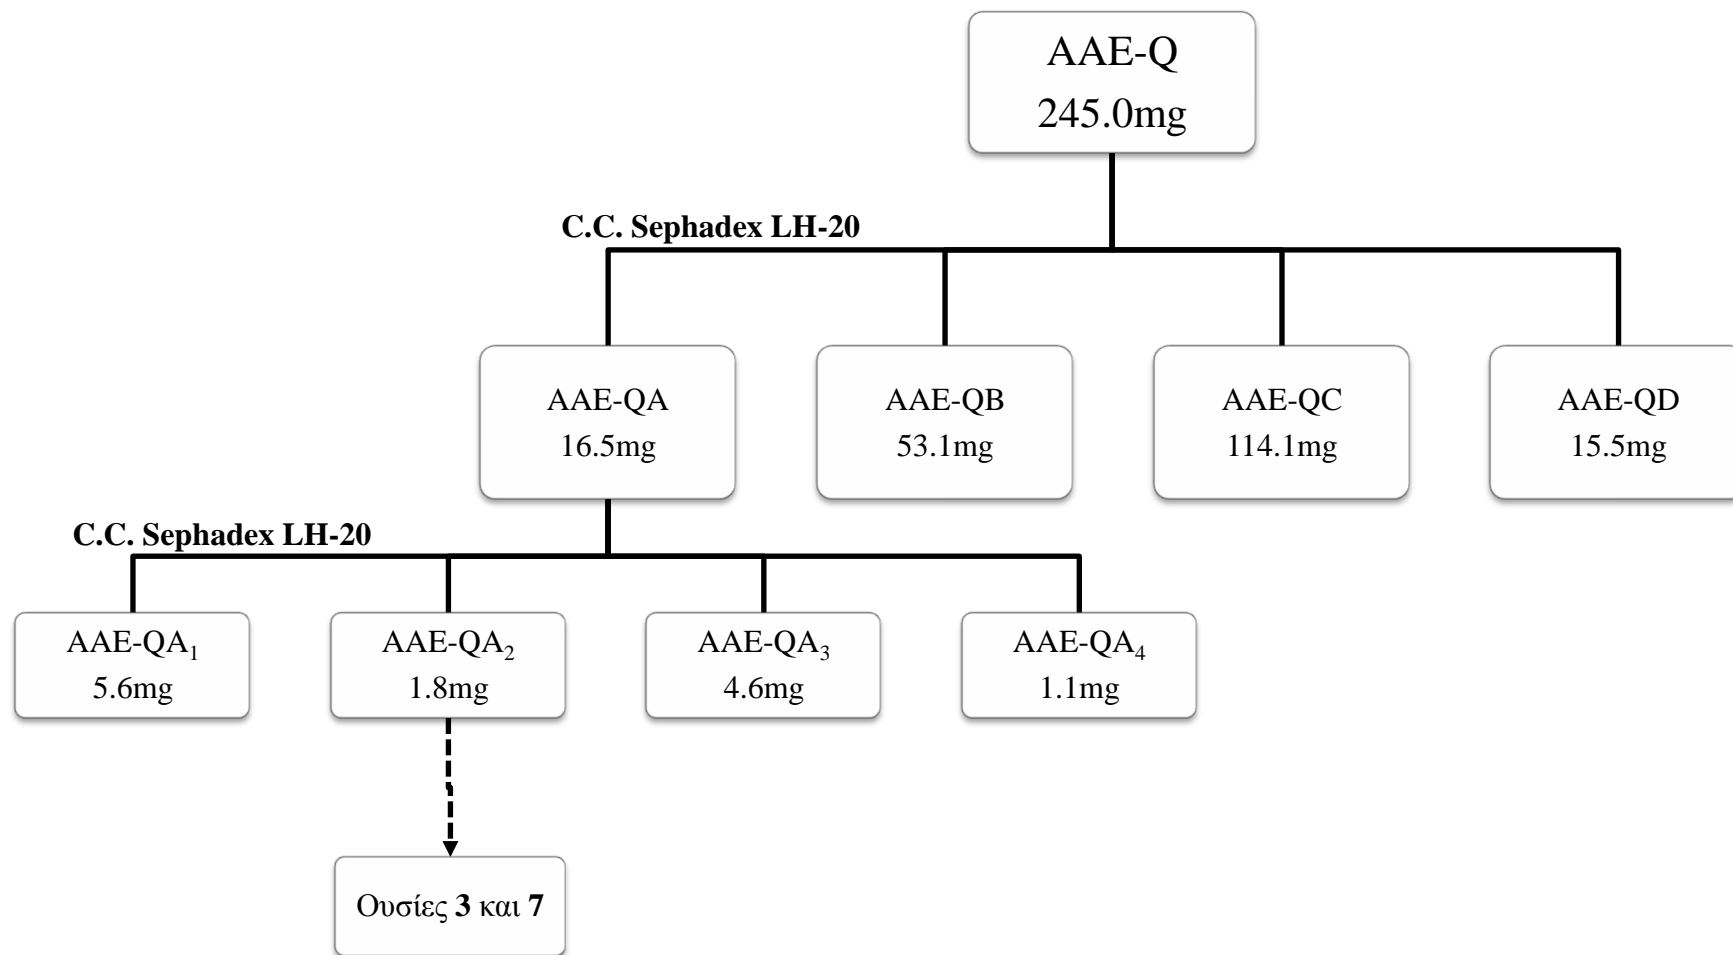 AAE-Q
245.0mg
C.C. Sephadex LH-20
AAE-QA
16.5mg
AAE-QB
53.1mg
AAE-QC
114.1mg
AAE-QD
15.5mg
C.C. Sephadex LH-20
AAE-QA₁
5.6mg
AAE-QA₂
1.8mg
AAE-QA₃
4.6mg
AAE-QA₄
1.1mg
Ουσίες 3 και 7